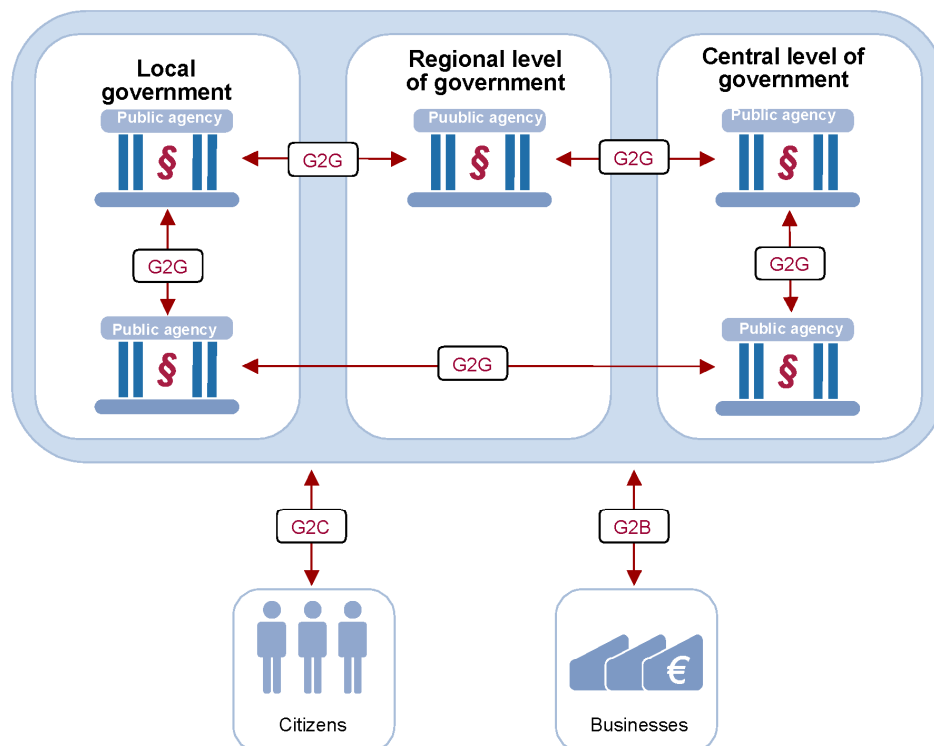 Local
government
Regional level
of government
Central level of
government
Public agency
Puublic agency
Public agency
§
G2G
§
G2G
§
G2G
G2G
Public agency
Public agency
§
G2G
§
G2C
G2B
€
Citizens
Businesses